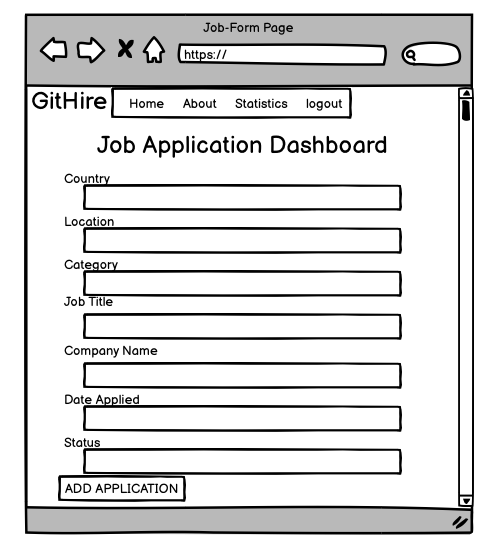 Job-Form Page
https://
GitHire Home About Statistics logout
Job Application Dashboard
Country
Location
Category
Job Title
Company Name
Date Applied
Status
ADD APPLICATION